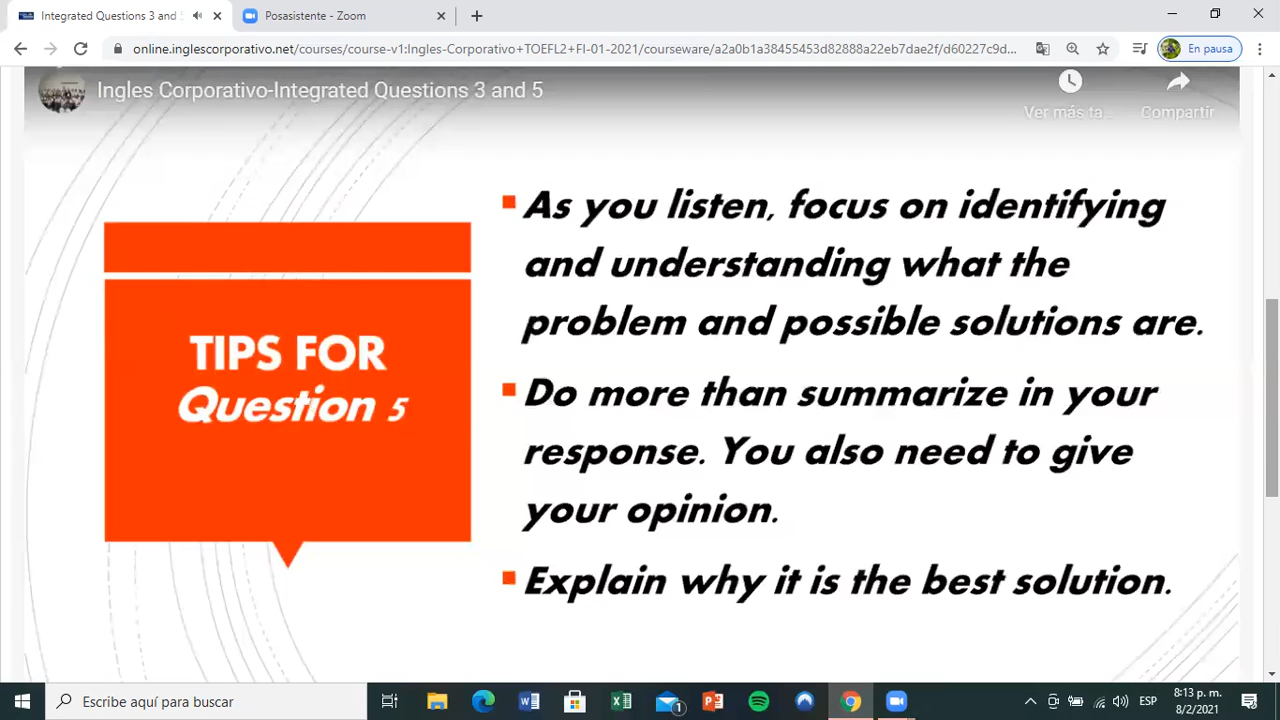 Integrated Questions 3 and 5
Posasistente - Zoom
online.inglescorporativo.net/courses/course-v1:Ingles-Corporativo+TOEFL2+FI-01-2021/courseware/a2a001a38455453d82888a22eb7dae2f/d60227c9d...
En pausa
Ingles Corporativo-Integrated Questions 3 and 5
Ver más ta...
Compartir
TIPS FOR
Question 5
As you listen, focus on identifying
and understanding what the
problem and possible solutions are.
Do more than summarize in your
response. You also need to give
your opinion.
Explain why it is the best solution.
Escribe aquí para buscar
1
ESP
8:13 p. m.
8/2/2021